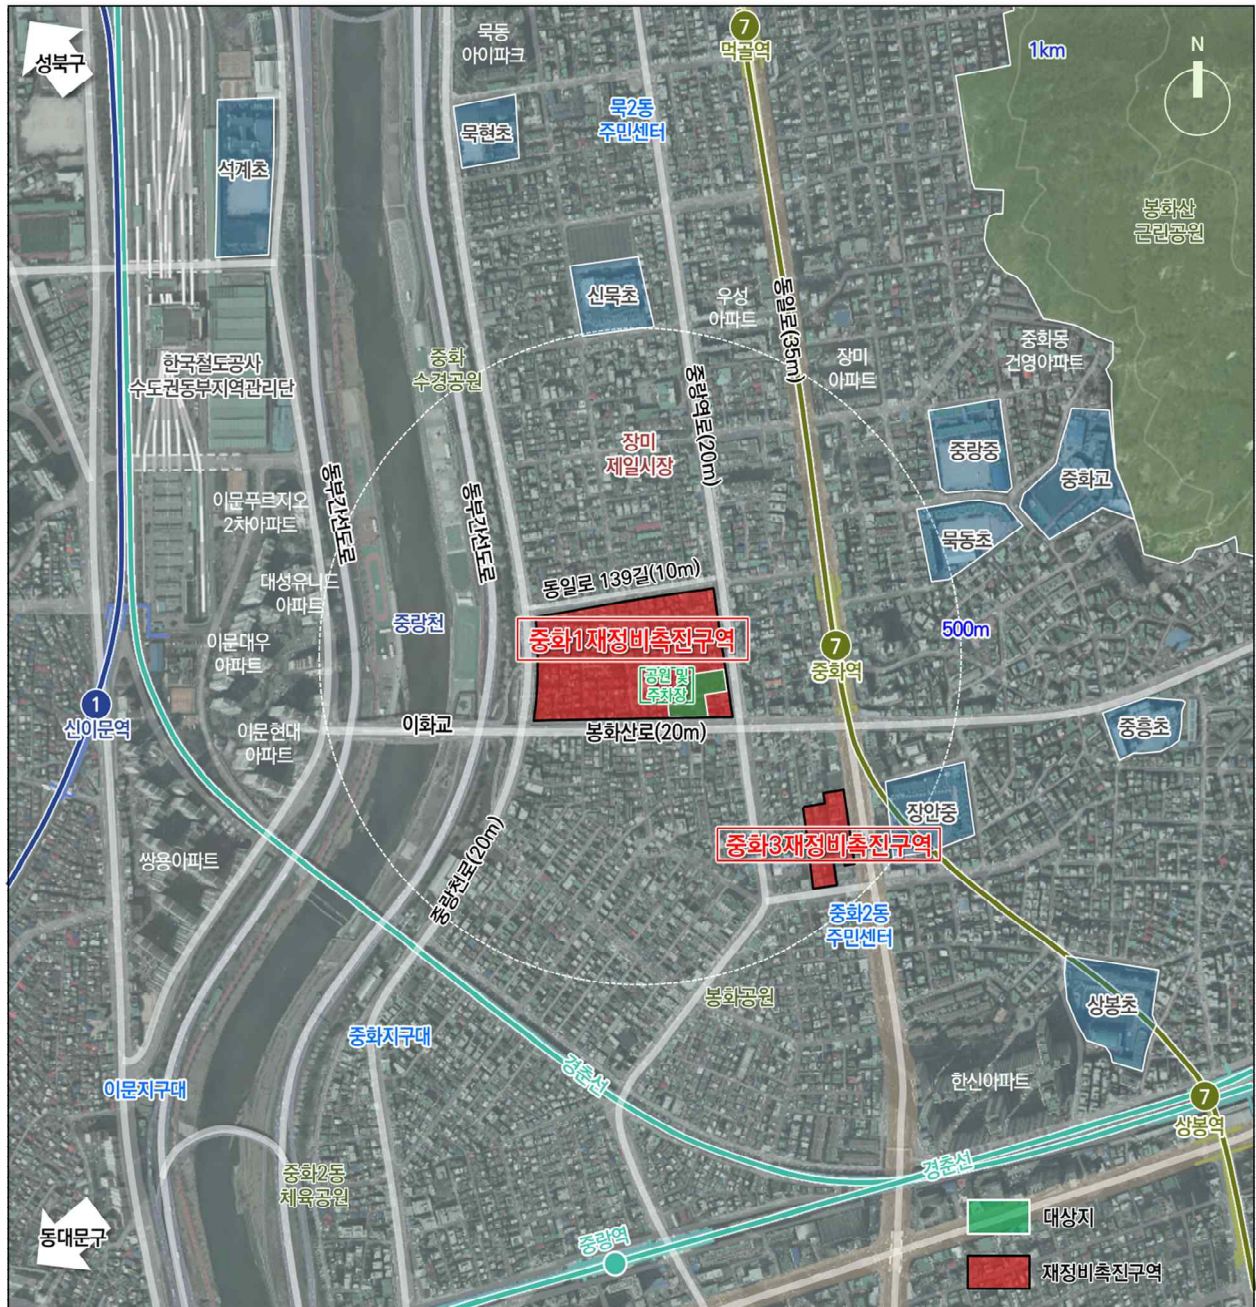 7
먹골역
묵동
아이파크
1km
N
성북구
묵2동
주민센터
묵현초
석계초
봉화산
근린공원
신묵초
우성
아파트
동일로(35m)
중화동
건영아파트
장미
아파트
중화
수경공원
한국철도공사
수도권동부지역관리단
중랑역로(20m)
장미
제일시장
중랑중
중화고
묵동초
이문푸르지오
2차아파트
동부간선도로
동부간선도로
대성유니드
아파트
동일로 139길(10m)
중랑천
500m
중화1재정비촉진구역
7
중화역
이문대우
아파트
공원 및
주차장
1
신이문역
이화교
봉화산로(20m)
이문현대
아파트
중흥초
장안중
중화3재정비촉진구역
쌍용아파트
중랑천로(20m)
중화2동
주민센터
봉화공원
상봉초
중화지구대
경춘선
한신아파트
이문지구대
7
상봉역
중화2동
체육공원
경춘선
동대문구
중랑역
대상지
재정비촉진구역